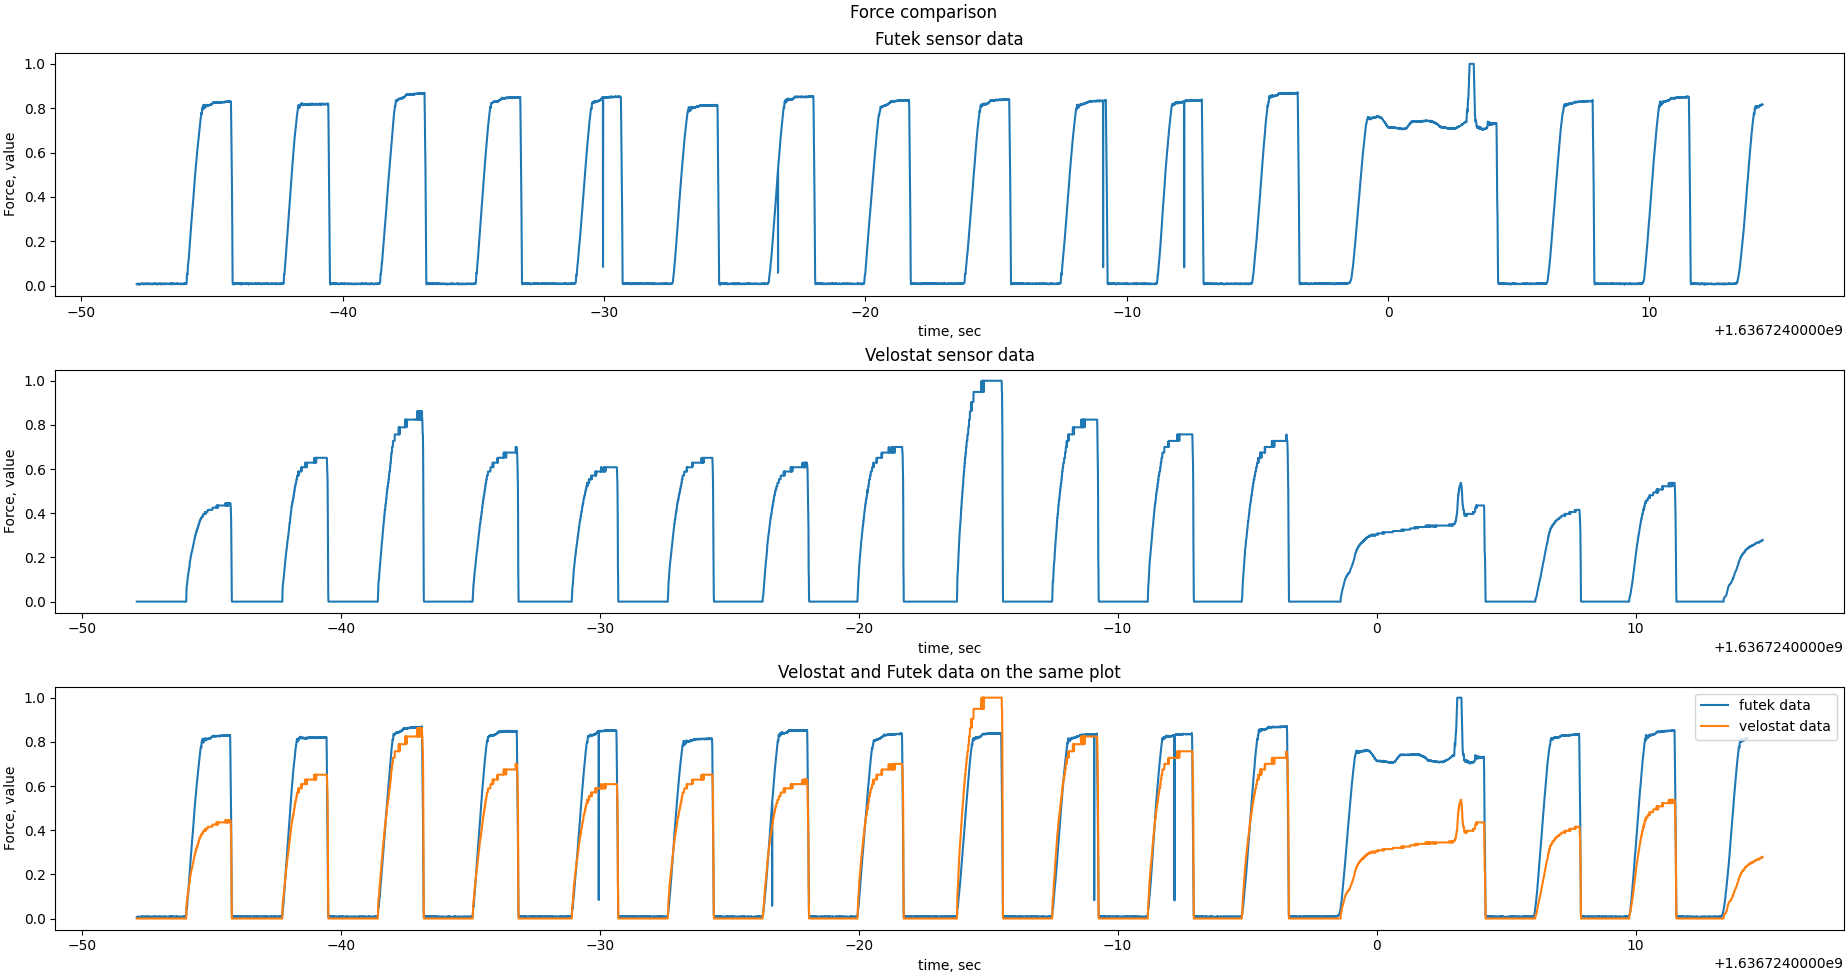 Force comparison
Futek sensor data
Force, value
1.0
0.8
0.6
0.4
0.2
0.0
−50 −40 −30 −20 −10 0 10
time, sec
+1.6367240000e9
Velostat sensor data
Force, value
1.0
0.8
0.6
0.4
0.2
0.0
−50 −40 −30 −20 −10 0 10
time, sec
+1.6367240000e9
Velostat and Futek data on the same plot
Force, value
1.0
0.8
0.6
0.4
0.2
0.0
futek data
velostat data
−50 −40 −30 −20 −10 0 10
time, sec
+1.6367240000e9